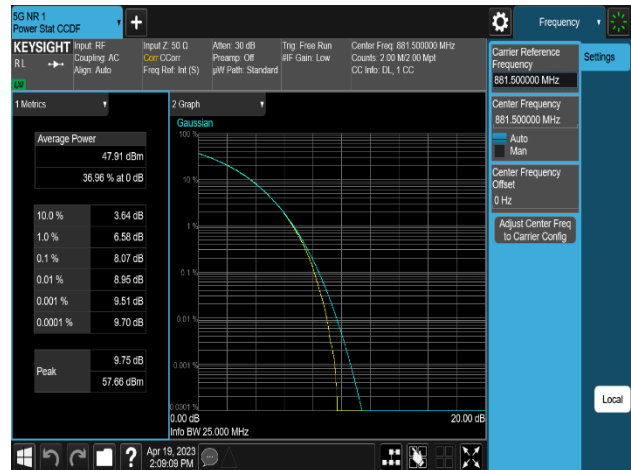 5G NR 1
Power Stat CCDF
Frequency
KEYSIGHT
RL
LXI
Input: RF
Coupling: AC
Align: Auto
Input Z: 50 Ω
Corr CCorr
Freq Ref: Int (S)
Atten: 30 dB
Preamp: Off
µW Path: Standard
Trig: Free Run
#IF Gain: Low
Center Freq: 881.500000 MHz
Counts: 2.00 M/2.00 Mpt
CC Info: DL, 1 CC
Carrier Reference
Frequency
881.500000 MHz
Settings
1 Metrics
2 Graph
Center Frequency
881.500000 MHz
Auto
Man
Center Frequency
Offset
0 Hz
Adjust Center Freq
to Carrier Config
Local
Average Power
47.91 dBm
36.96 % at 0 dB
10.0 % 3.64 dB
1.0 % 6.58 dB
0.1 % 8.07 dB
0.01 % 8.95 dB
0.001 % 9.51 dB
0.0001 % 9.70 dB
Peak
9.75 dB
57.66 dBm
Gaussian
100 %
10 %
1 %
0.1 %
0.01 %
0.001 %
0.0001 %
0.00 dB
20.00 dB
Info BW 25.000 MHz
?
Apr 19, 2023
2:09:09 PM